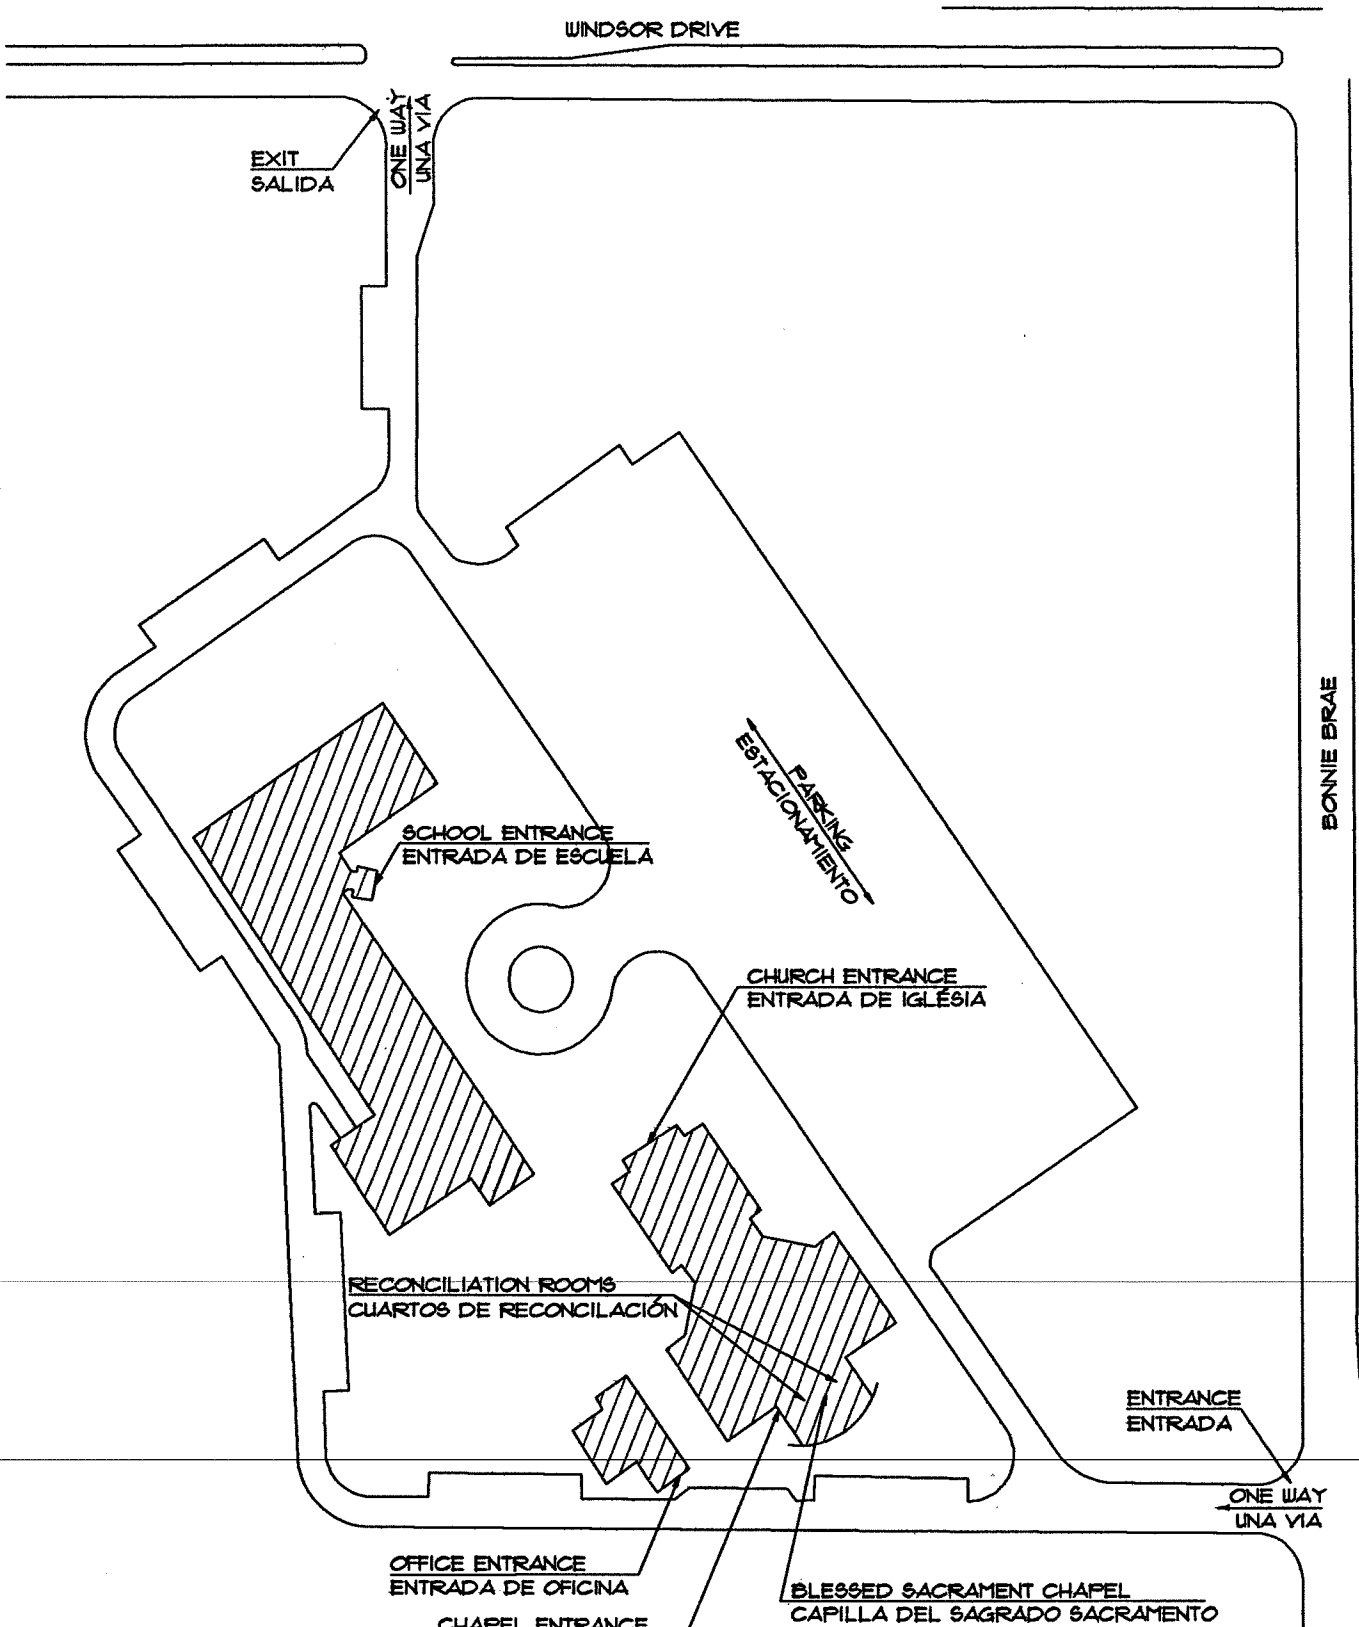 WINDSOR DRIVE
ONE WAY
UNA VIA
EXIT
SALIDA
BONNIE BRAE
PARKING
ESTACIONAMIENTO
SCHOOL ENTRANCE
ENTRADA DE ESCUELA
CHURCH ENTRANCE
ENTRADA DE IGLÉSIA
RECONCILIATION ROOMS
CUARTOS DE RECONCILACIÓN
ENTRANCE
ENTRADA
ONE WAY
UNA VIA
OFFICE ENTRANCE
ENTRADA DE OFICINA
BLESSED SACRAMENT CHAPEL
CAPILLA DEL SAGRADO SACRAMENTO
CHAPEL ENTRANCE